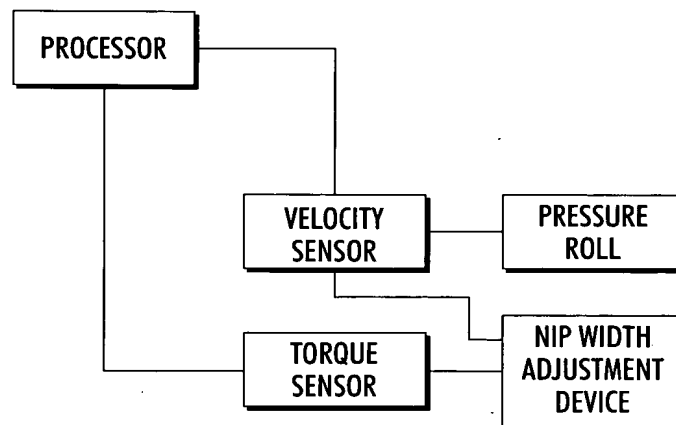 PROCESSOR
VELOCITY
SENSOR
PRESSURE
ROLL
TORQUE
SENSOR
NIP WIDTH
ADJUSTMENT
DEVICE